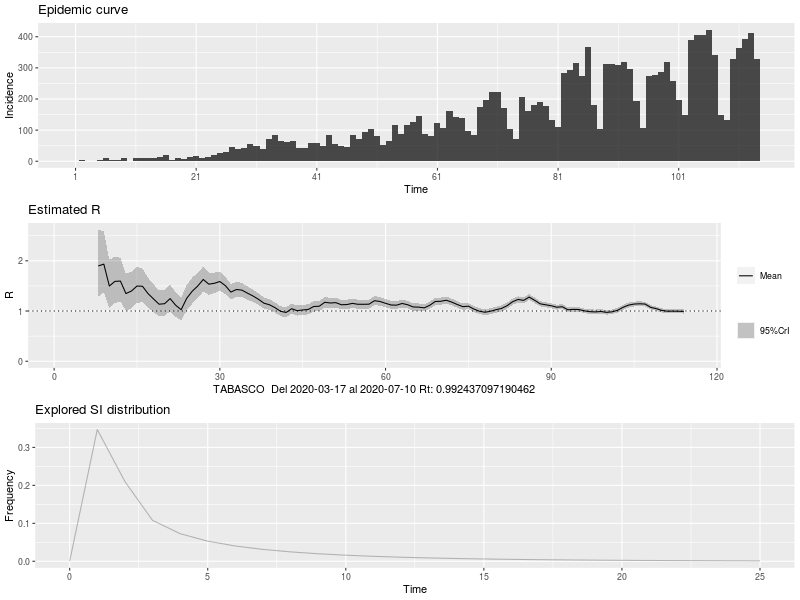 Epidemic curve
Incidence
400
300
200
100
0
1 21 41 61 81 101
Time
Estimated R
R
2
1
0
0 30 60 90 120
Mean
95%CrI
TABASCO Del 2020-03-17 al 2020-07-10 Rt: 0.992437097190462
Explored SI distribution
Frequency
0.3
0.2
0.1
0.0
0 5 10 15 20 25
Time